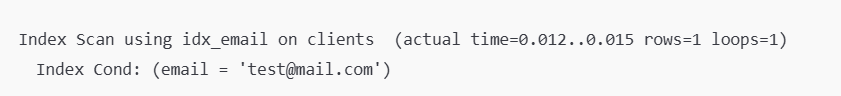 Index Scan using idx_email on clients  (actual time=0.012..0.015 rows=1 loops=1)
  Index Cond: (email = 'test@mail.com')